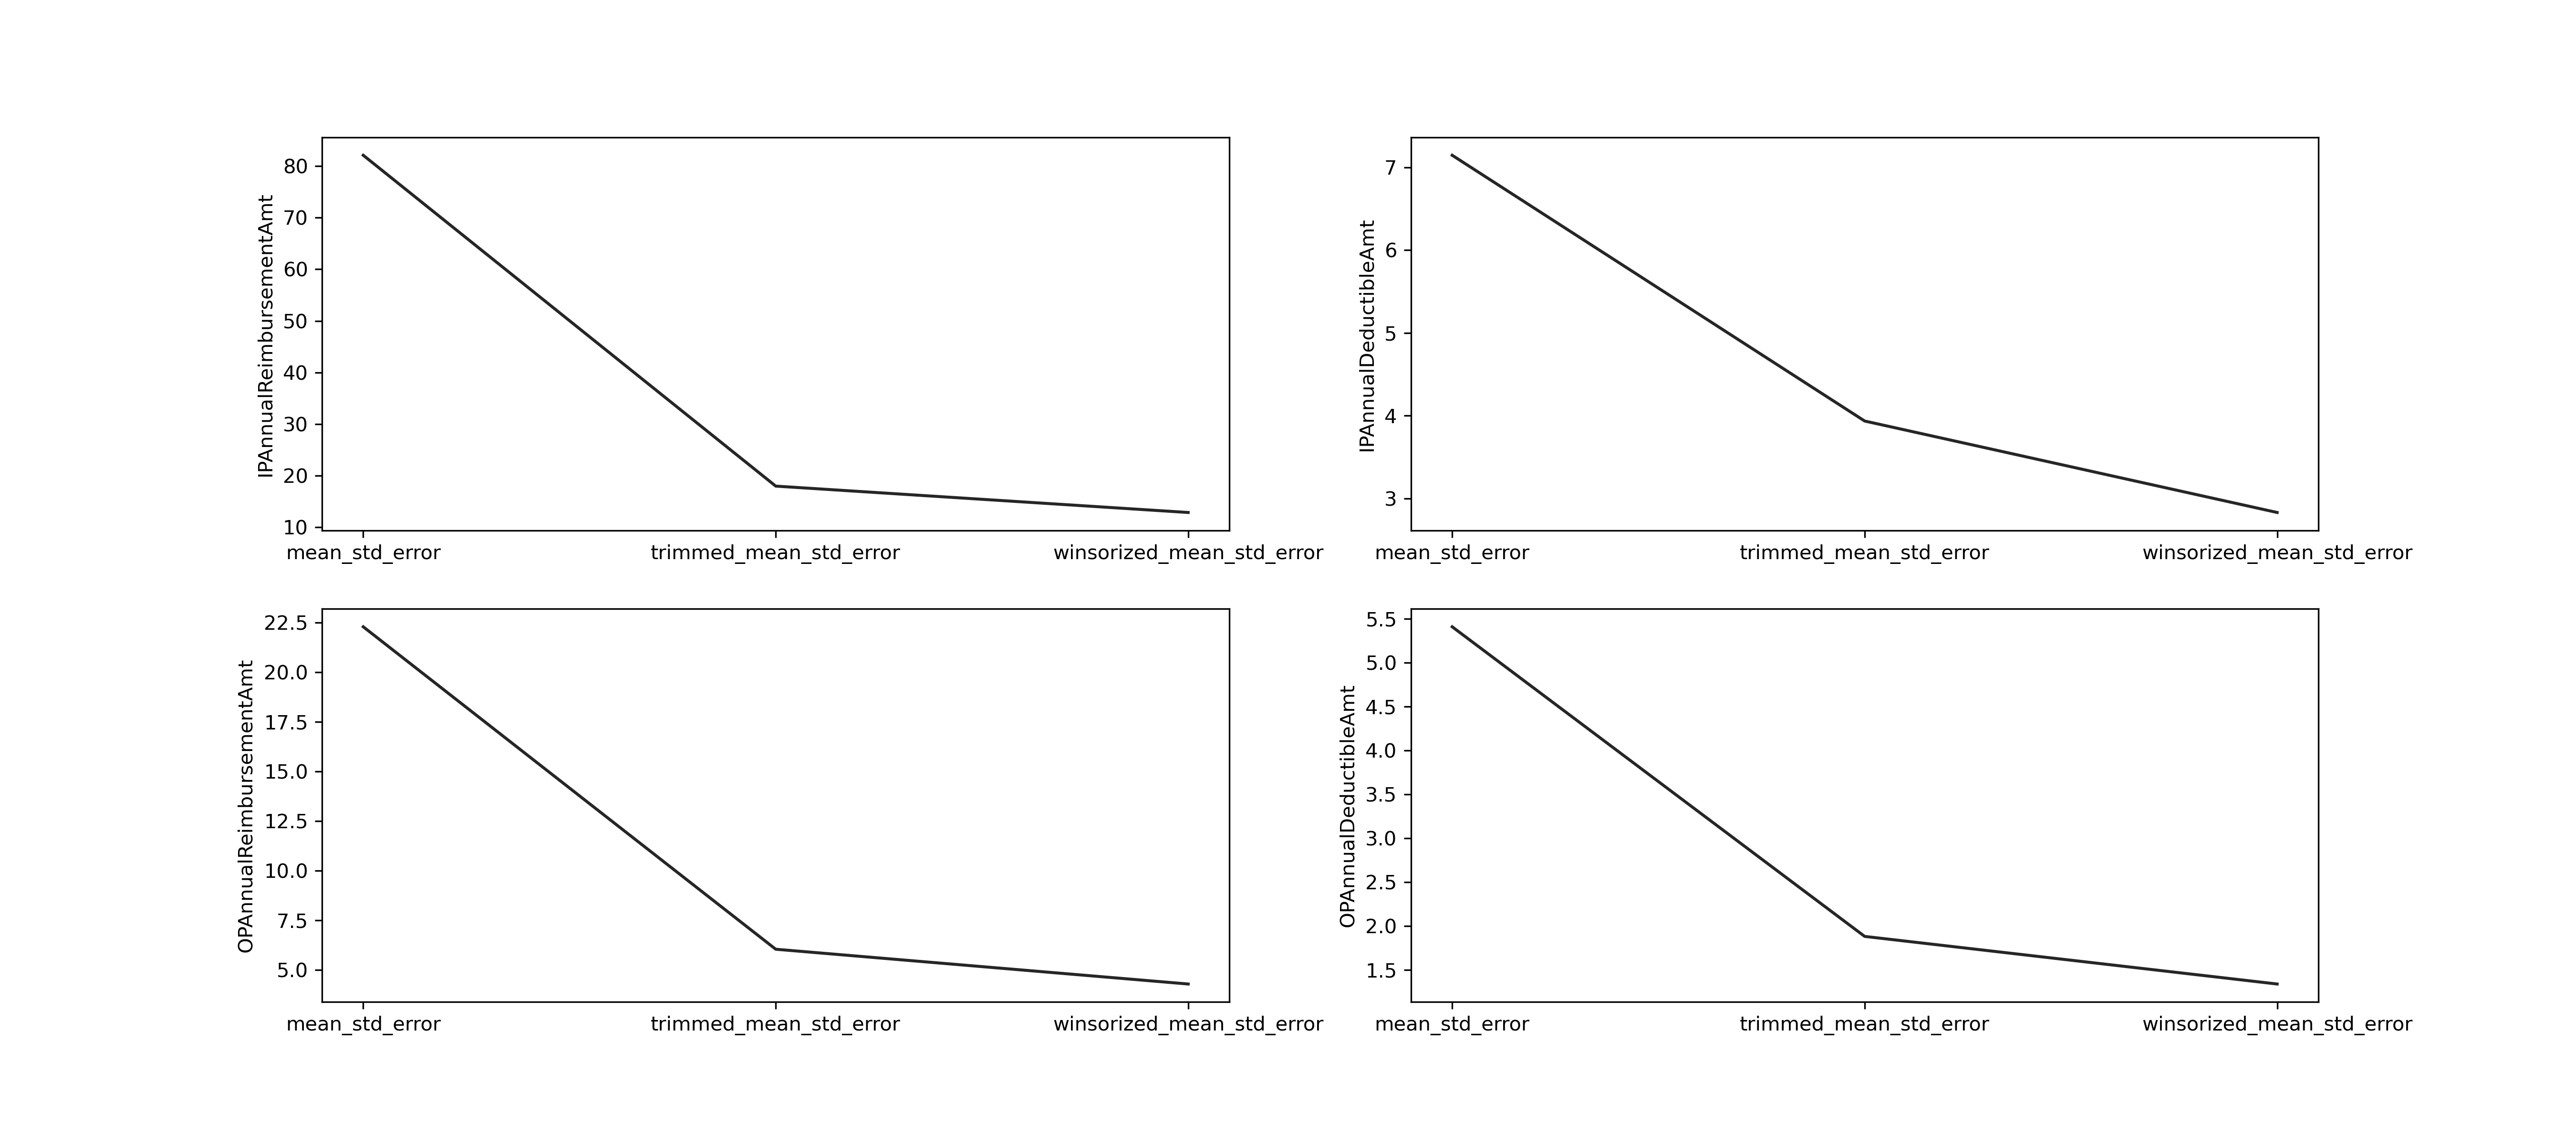 IPAnnualReimbursementAmt
80
70
60
50
40
30
20
10
mean_std_error
trimmed_mean_std_error
winsorized_mean_std_error
IPAnnualDeductibleAmt
7
6
5
4
3
mean_std_error
trimmed_mean_std_error
winsorized_mean_std_error
OPAnnualReimbursementAmt
22.5
20.0
17.5
15.0
12.5
10.0
7.5
5.0
mean_std_error
trimmed_mean_std_error
winsorized_mean_std_error
OPAnnualDeductibleAmt
5.5
5.0
4.5
4.0
3.5
3.0
2.5
2.0
1.5
mean_std_error
trimmed_mean_std_error
winsorized_mean_std_error